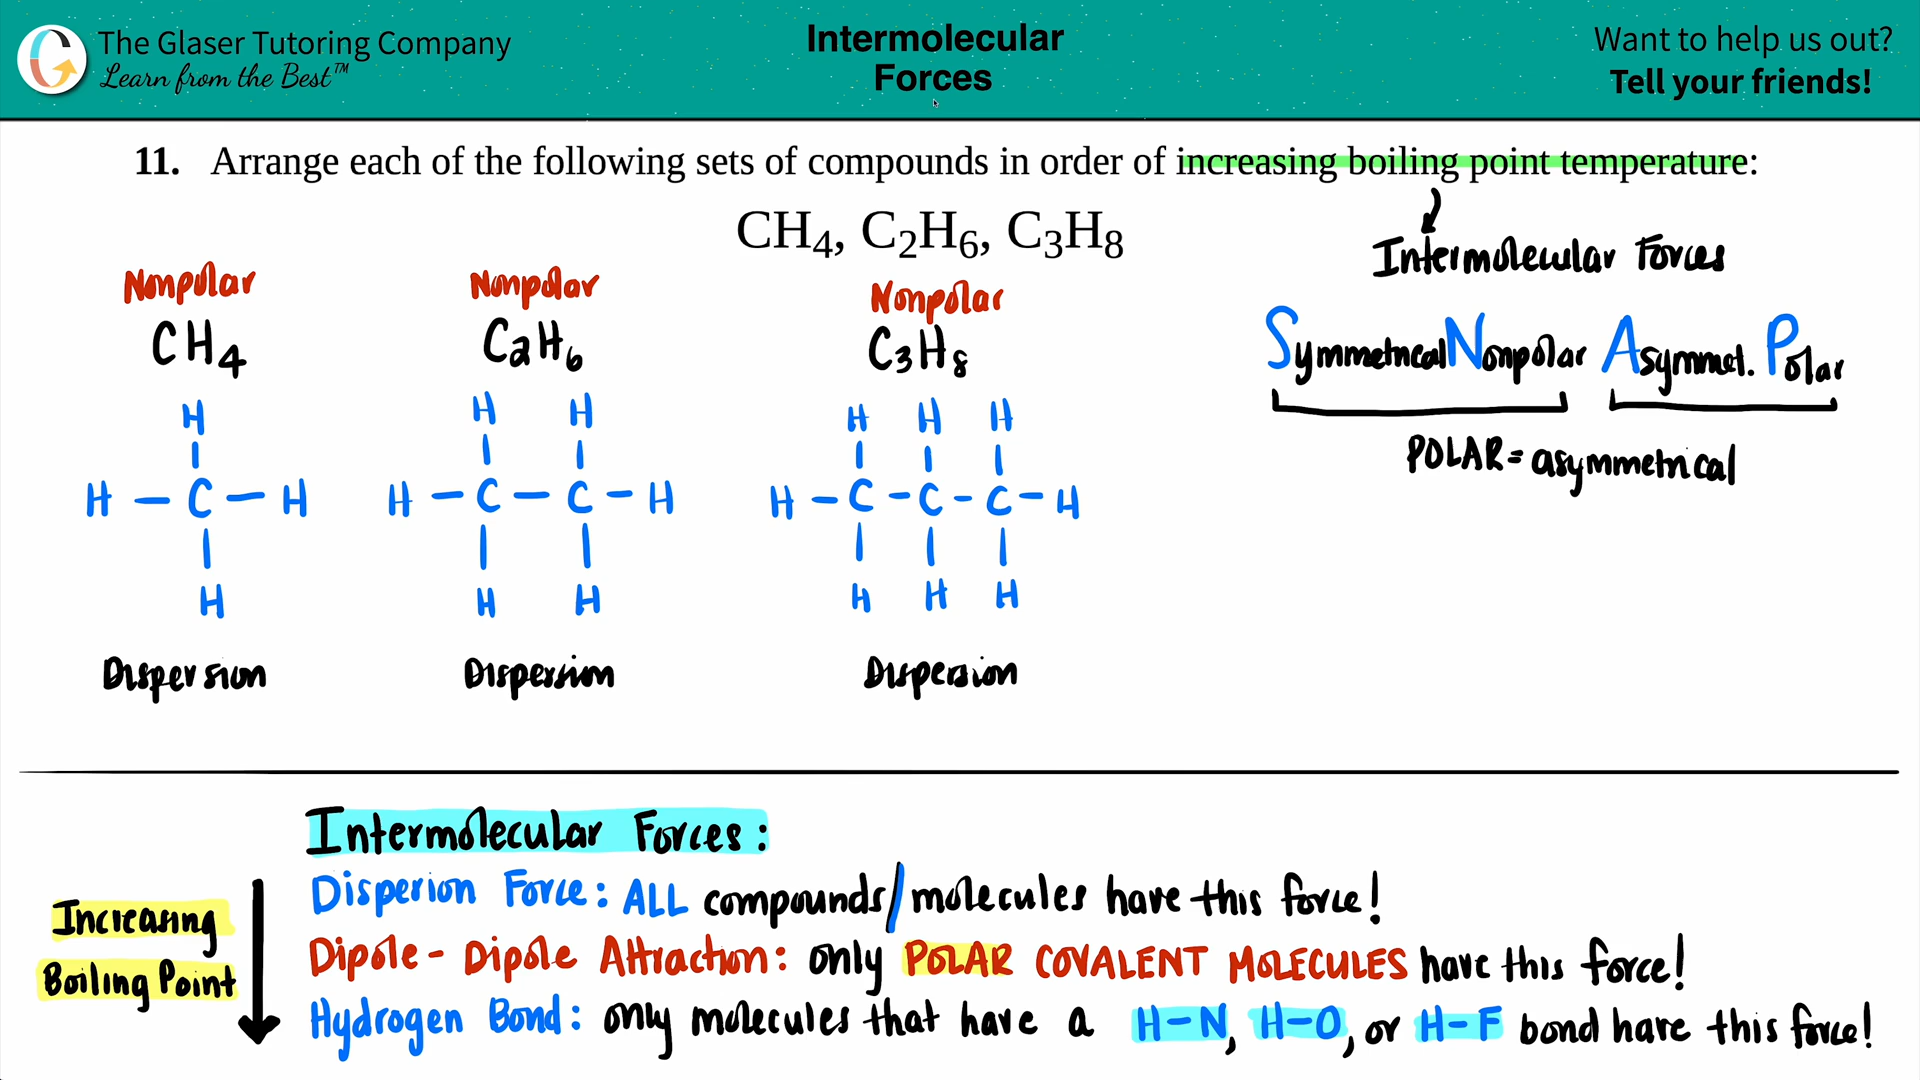 The Glaser Tutoring Company
Learn from the Best™
Intermolecular
Forces
Want to help us out?
Tell your friends!
11. Arrange each of the following sets of compounds in order of increasing boiling point temperature:
CH₄, C₂H₆, C₃H₈
Intermolecular Forces
Nonpolar Nonpolar Nonpolar
CH₄ C₂H₆ C₃H₈
Symmetrical Nonpolar Asymmet. Polar
POLAR = asymmetrical
H H H H H H
H – C – H H – C – C – H H – C – C – C – H
H H H H H H
Dispersion Dispersion Dispersion
Intermolecular Forces:
Increasing
Boiling Point
Disperion Force: ALL compounds/molecules have this force!
Dipole - Dipole Attraction: only POLAR COVALENT MOLECULES have this force!
Hydrogen Bond: only molecules that have a H–N, H–O, or H–F bond have this force!